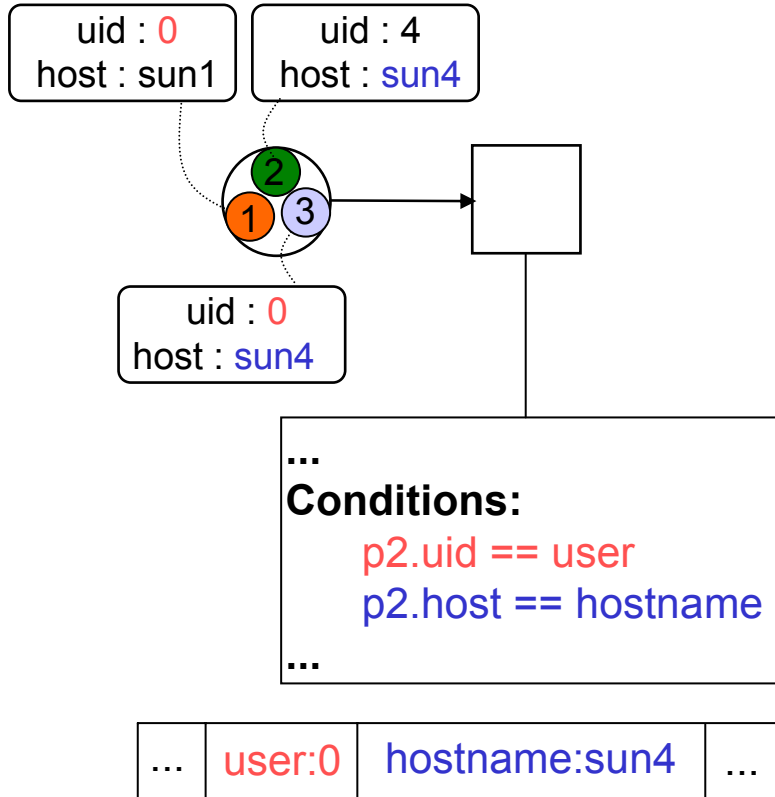 uid : 0
host : sun1
uid : 4
host : sun4
2
1
3
uid : 0
host : sun4
...
Conditions:
p2.uid == user
p2.host == hostname
...
... user:0 hostname:sun4 ...